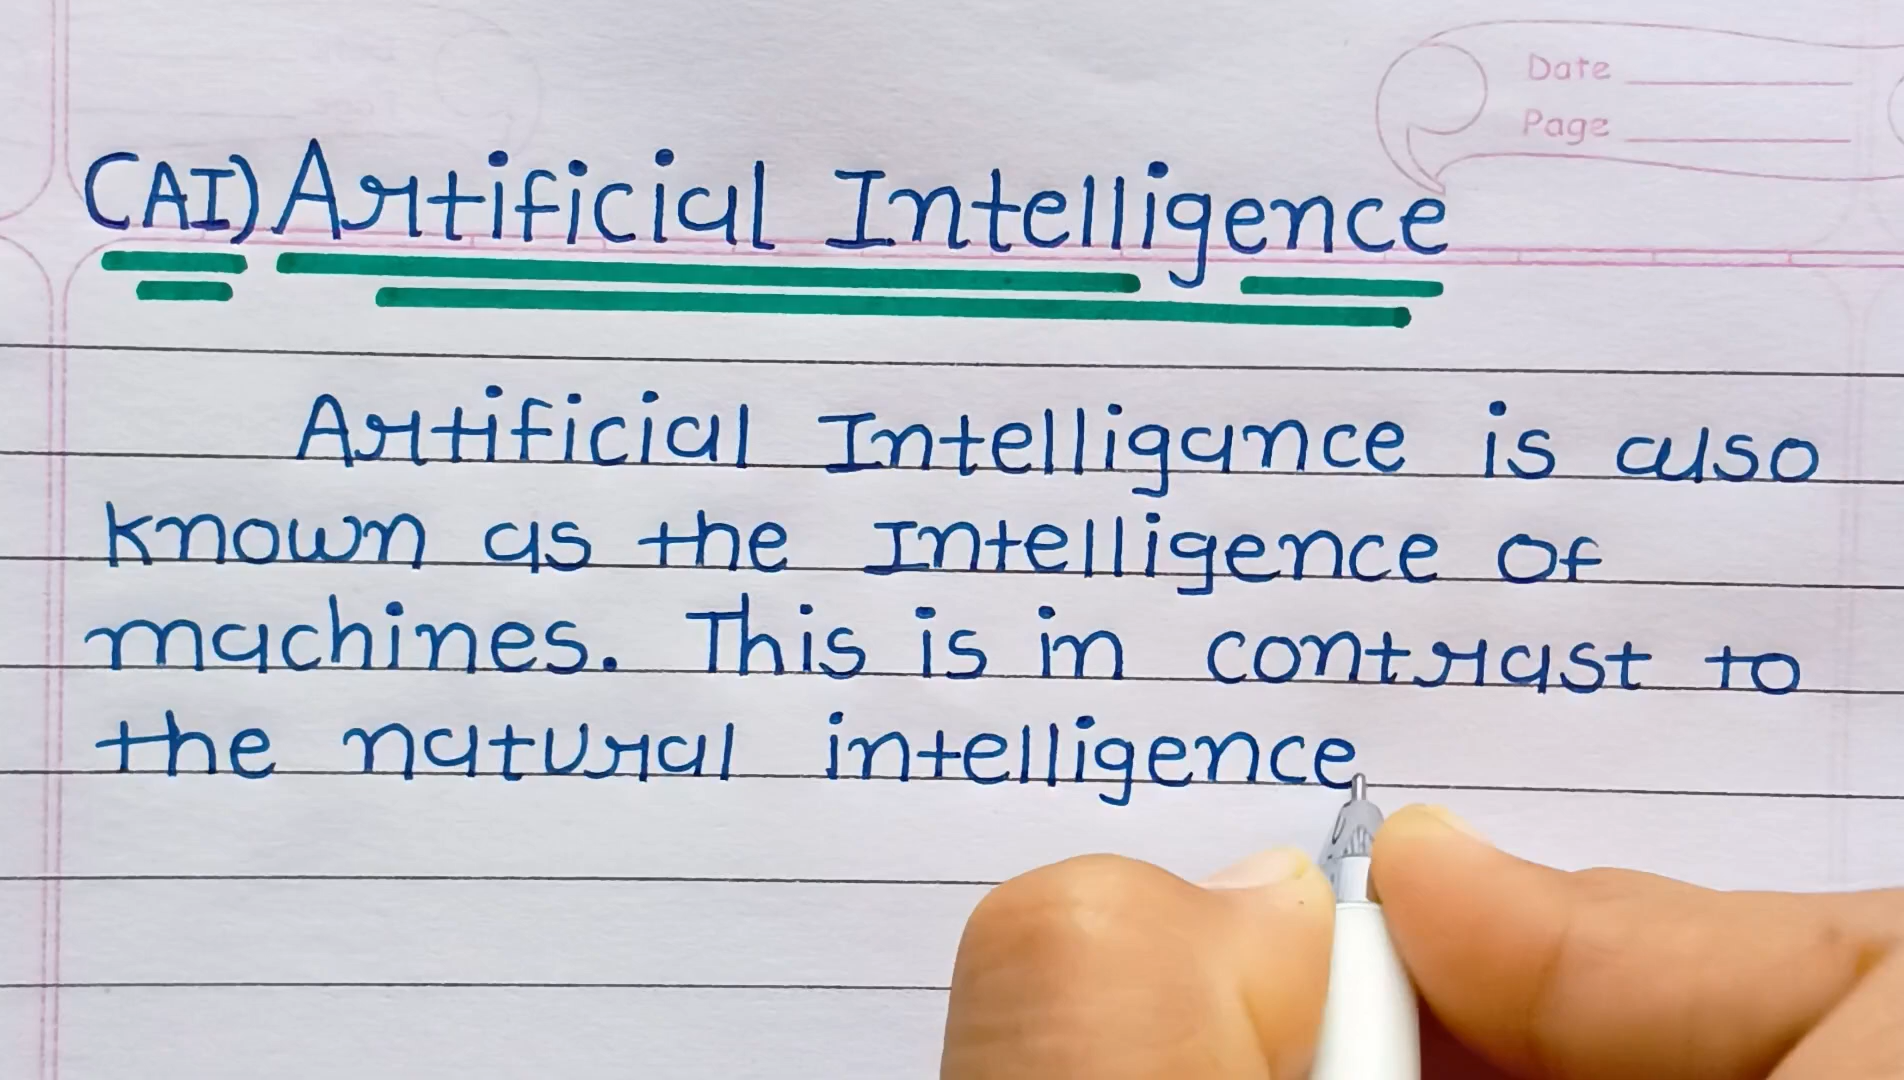 Date
Page
(AI) Artificial Intelligence
Artificial Intelligance is also
known as the Intelligence of
machines. This is in contrast to
the natural intelligence